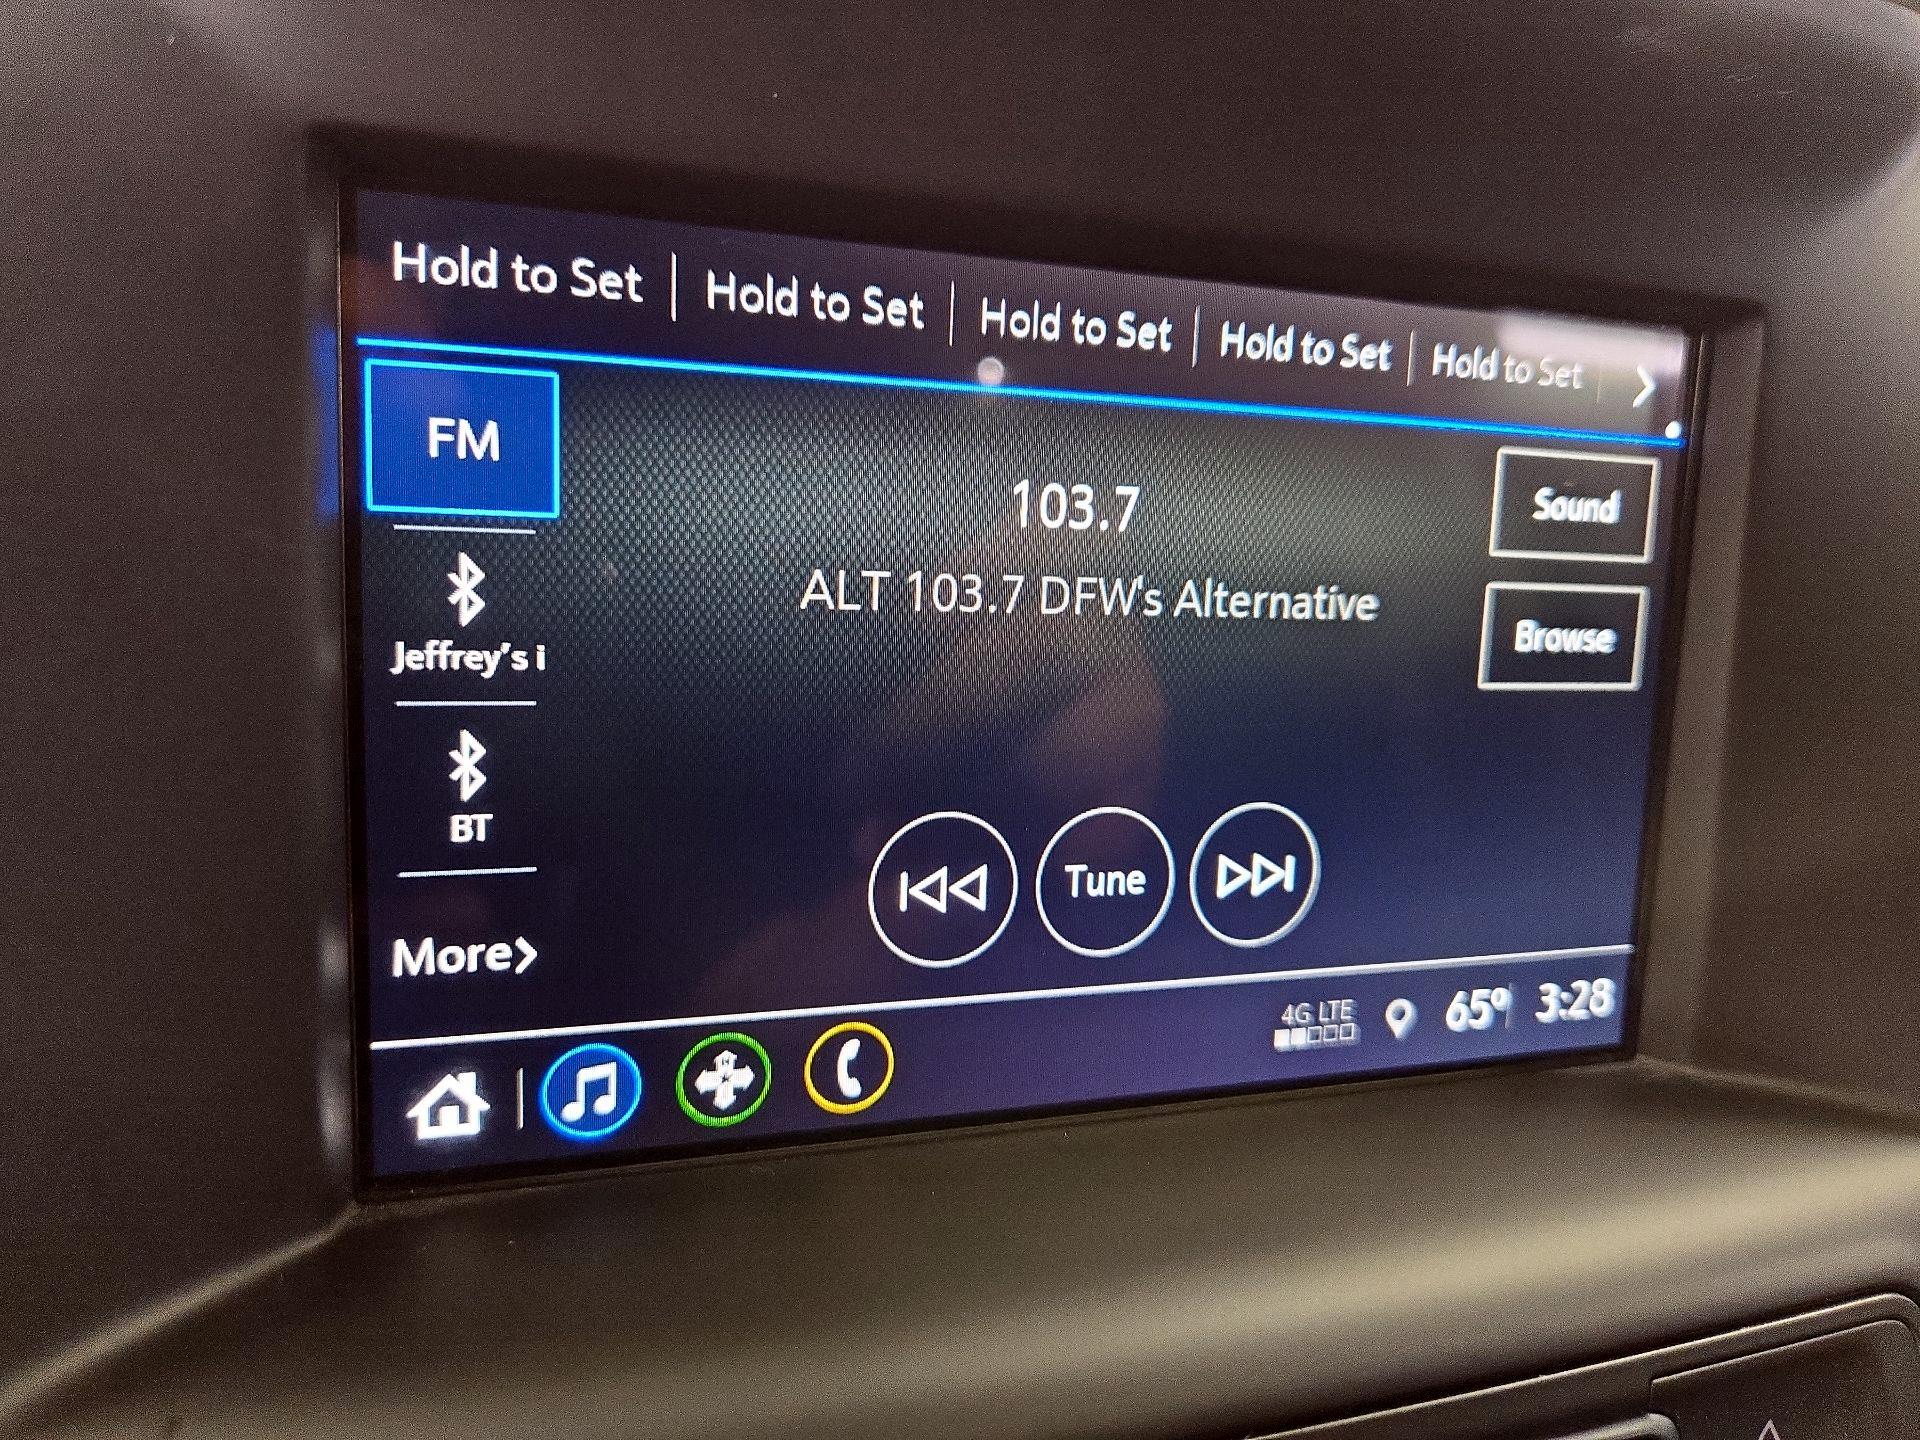 Hold to Set | Hold to Set | Hold to Set | Hold to Set | Hold to Set
FM
103.7
Sound
ALT 103.7 DFW's Alternative
Browse
Jeffrey's i
BT
Tune
More
4G LTE
65° 3:28